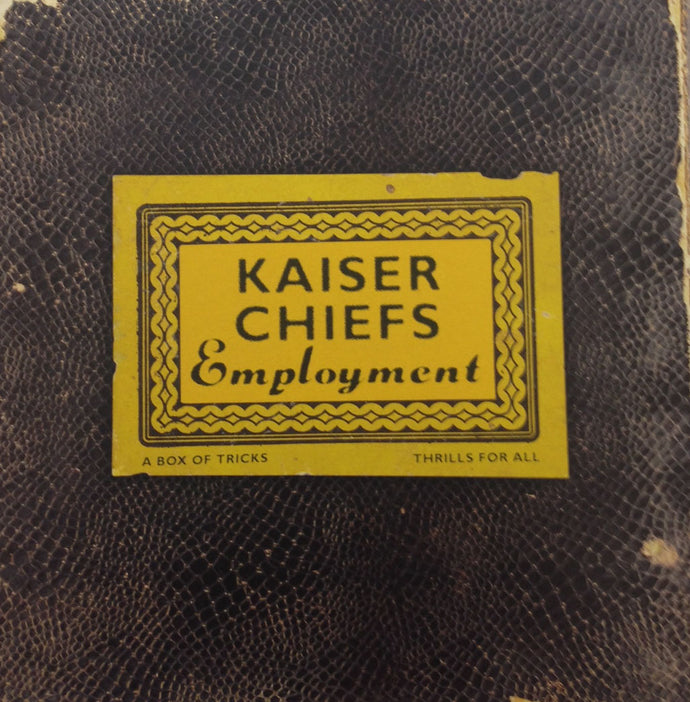 KAISER
CHIEFS
Employment
A BOX OF TRICKS
THRILLS FOR ALL